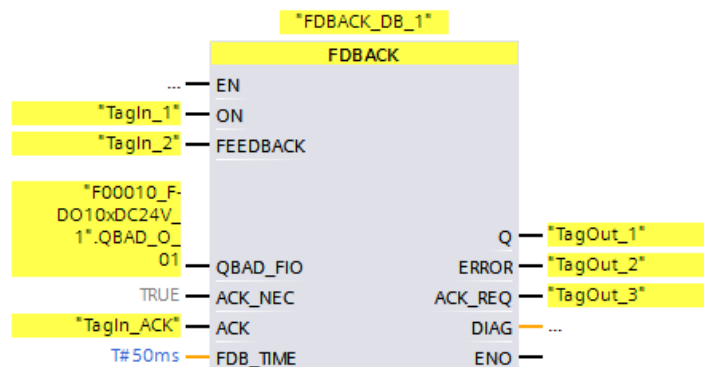 "FDBACK_DB_1"
FDBACK
... EN
"TagIn_1" ON
"TagIn_2" FEEDBACK
"F00010_F-
DO10xDC24V_
1".QBAD_O_
01 QBAD_FIO
Q "TagOut_1"
ERROR "TagOut_2"
TRUE ACK_NEC ACK_REQ "TagOut_3"
"TagIn_ACK" ACK DIAG ...
T#50ms FDB_TIME ENO